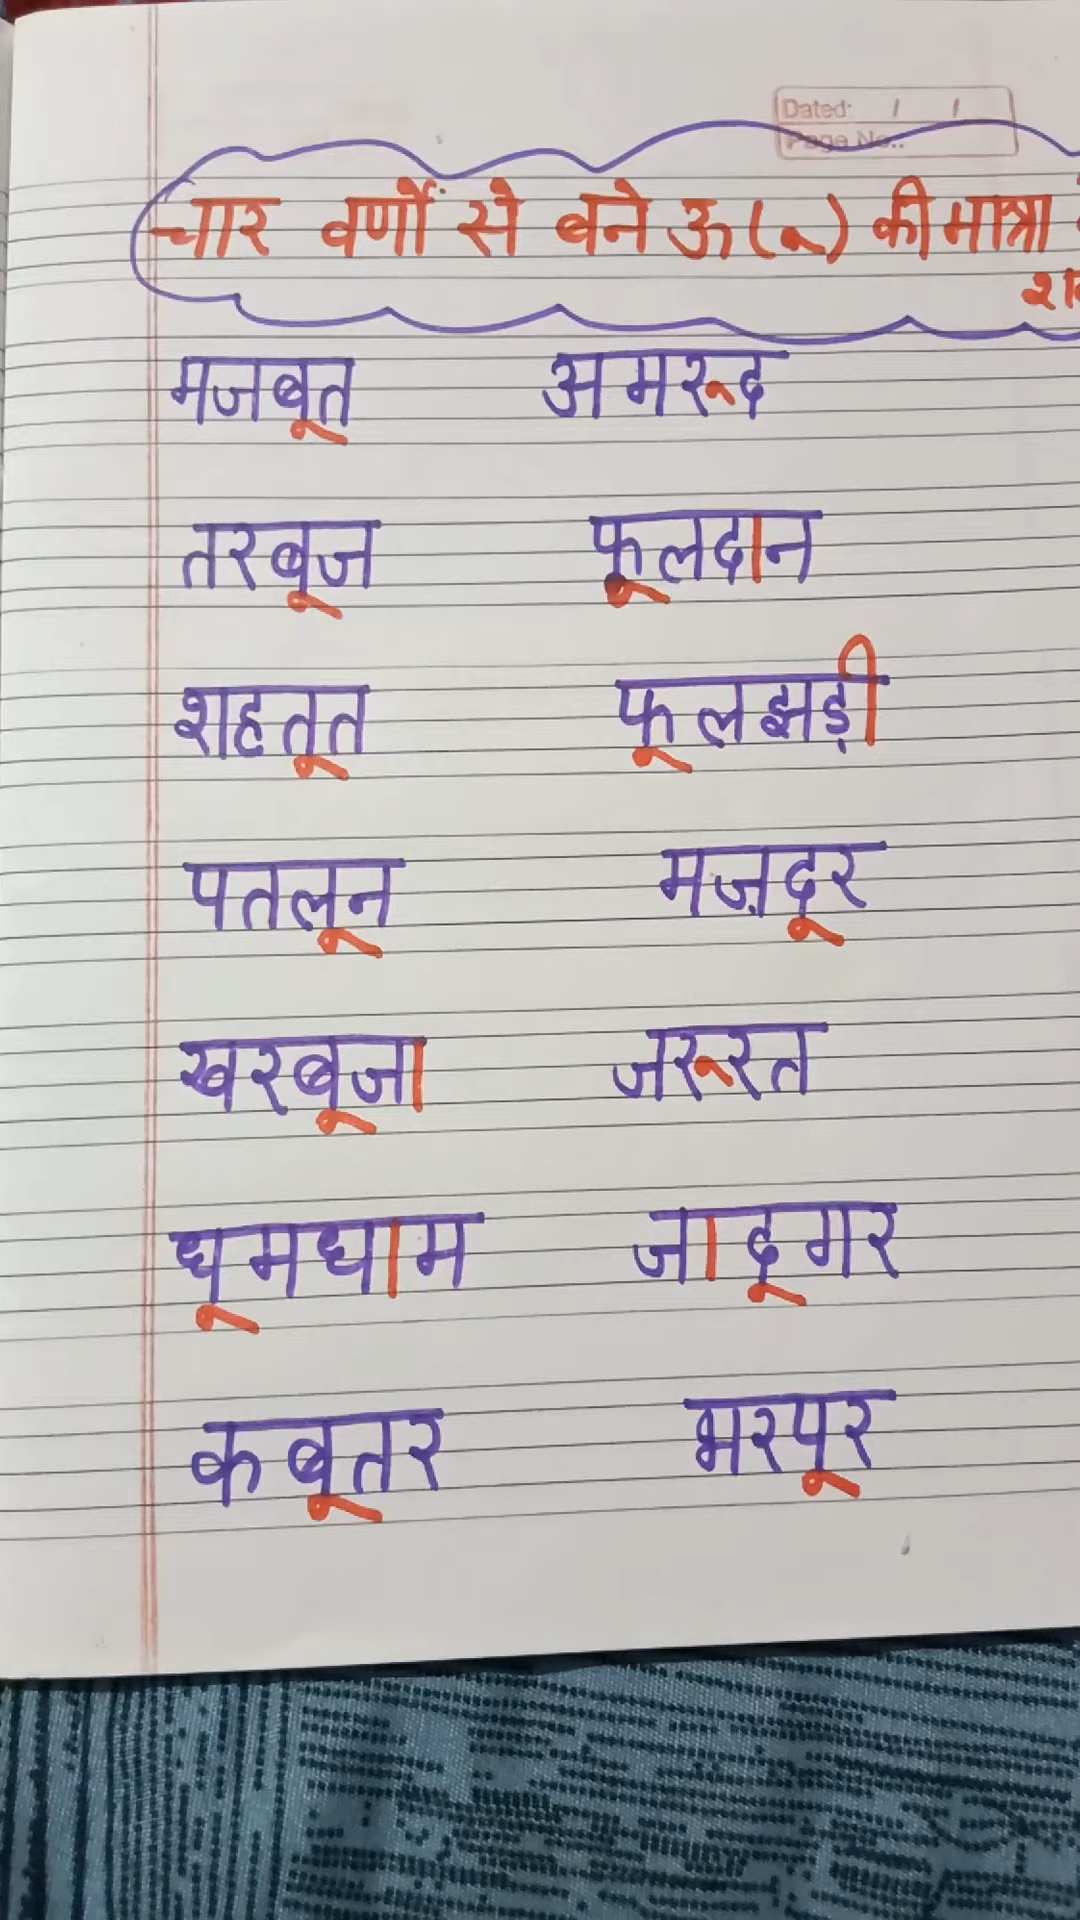 Dated: / /
Page No..
चार वर्णों से बने ऊ (ू) की मात्रा
मजबूत अमरूद
तरबूज फूलदान
शहतूत फूलझड़ी
पतलून मज़दूर
खरबूजा जरूरत
धूमधाम जादूगर
कबूतर भरपूर